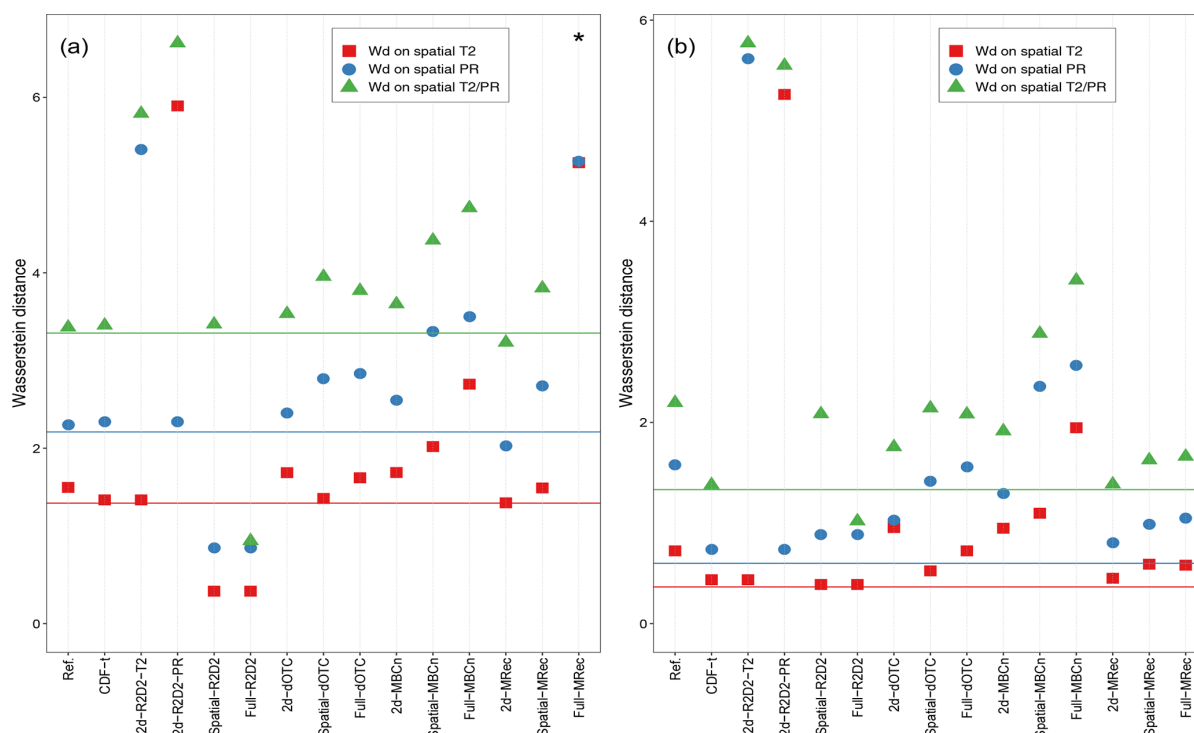 (a)
*
Wd on spatial T2
Wd on spatial PR
Wd on spatial T2/PR
Wasserstein distance
6
4
2
0
Ref.
CDF-t
2d-R2D2-T2
2d-R2D2-PR
Spatial-R2D2
Full-R2D2
2d-dOTC
Spatial-dOTC
Full-dOTC
2d-MBCn
Spatial-MBCn
Full-MBCn
2d-MRec
Spatial-MRec
Full-MRec
(b)
Wd on spatial T2
Wd on spatial PR
Wd on spatial T2/PR
Wasserstein distance
6
4
2
0
Ref.
CDF-t
2d-R2D2-T2
2d-R2D2-PR
Spatial-R2D2
Full-R2D2
2d-dOTC
Spatial-dOTC
Full-dOTC
2d-MBCn
Spatial-MBCn
Full-MBCn
2d-MRec
Spatial-MRec
Full-MRec